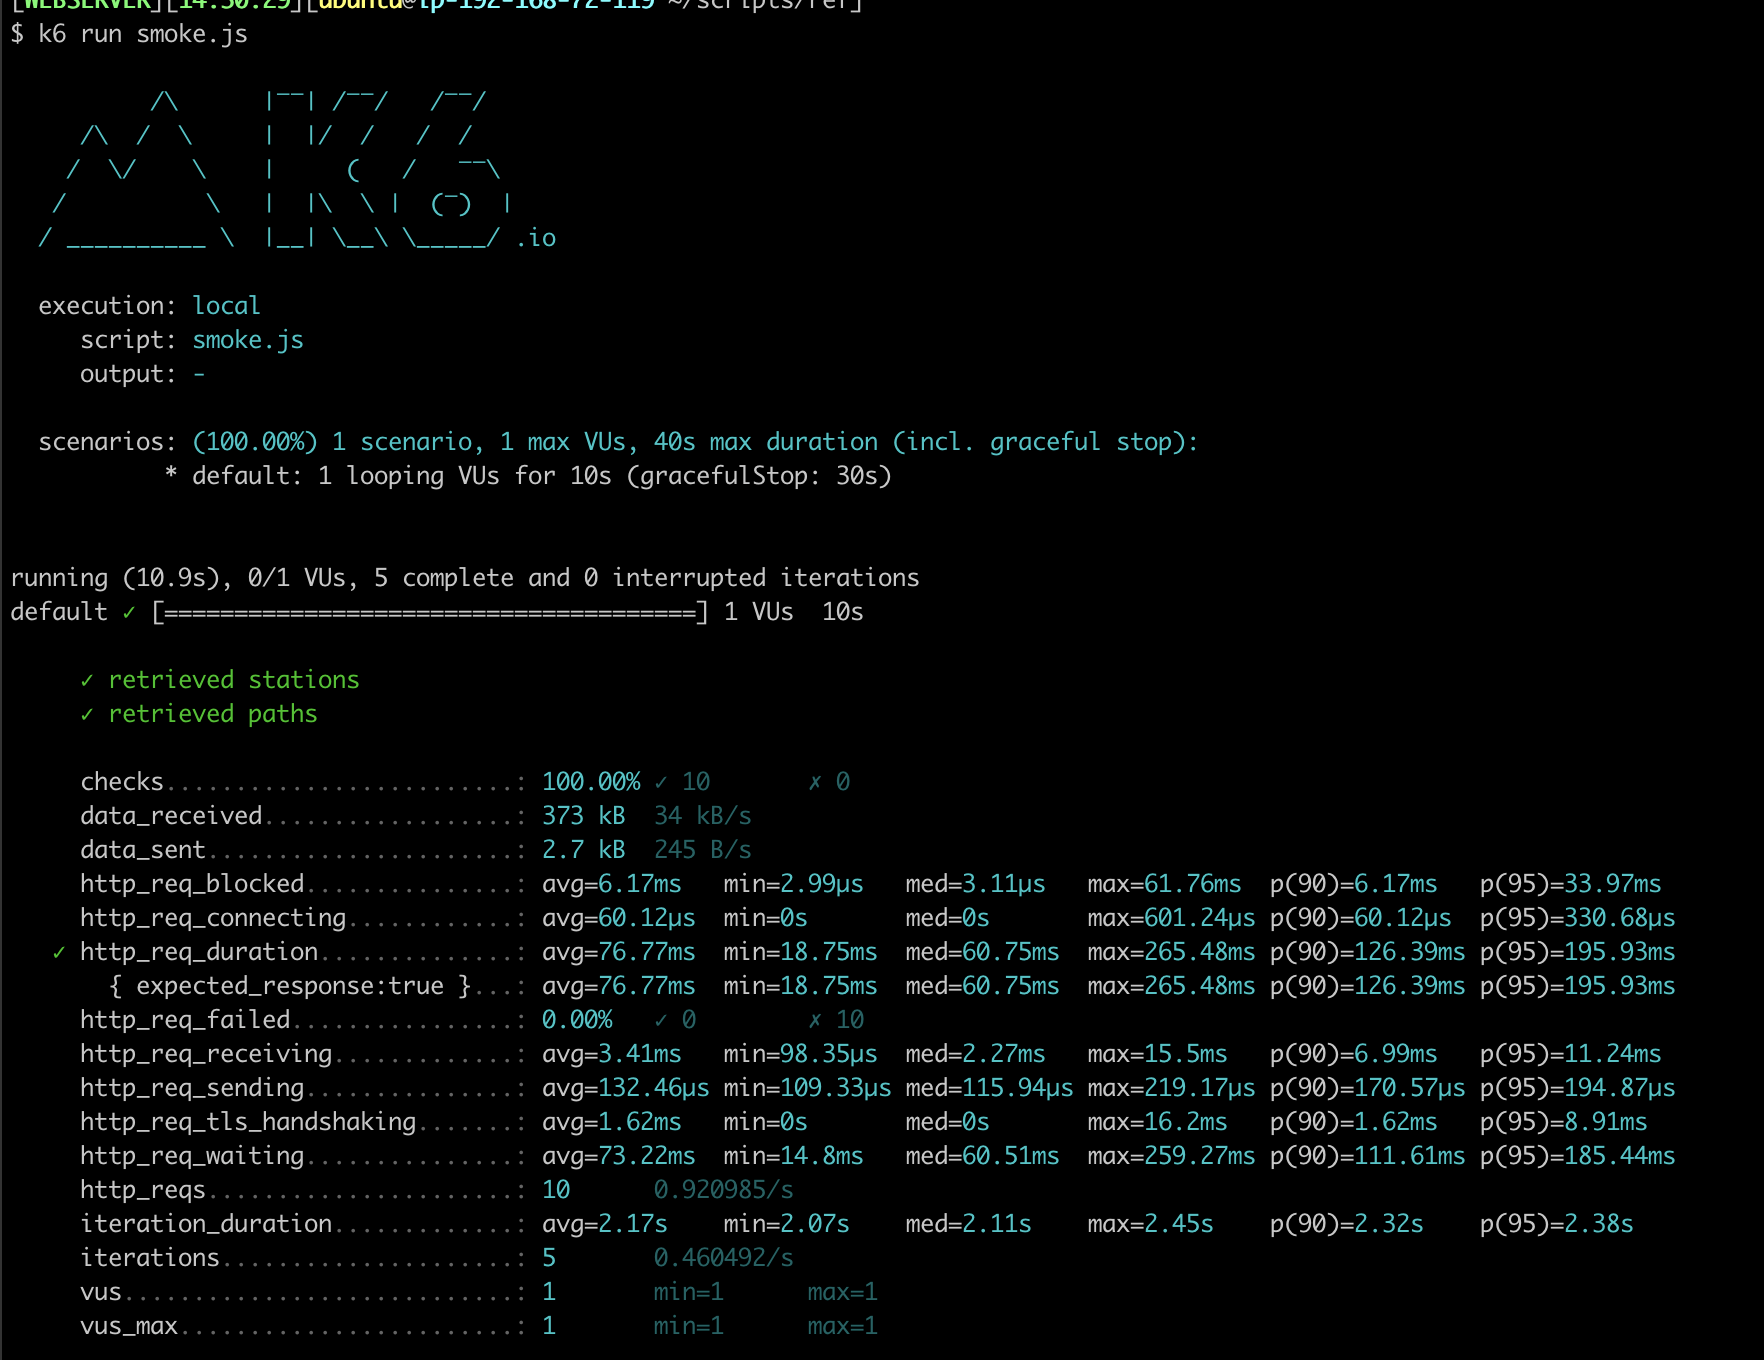 [WEBSERVER][14:50:29][ubuntu@ip-192-168-72-119 ~/scripts/ref]
$ k6 run smoke.js

          /\      |‾‾| /‾‾/   /‾‾/
     /\  /  \     |  |/  /   /  /
    /  \/    \    |     (   /   ‾‾\
   /          \   |  |\  \ |  (‾)  |
  / __________ \  |__| \__\ \_____/ .io

  execution: local
     script: smoke.js
     output: -

  scenarios: (100.00%) 1 scenario, 1 max VUs, 40s max duration (incl. graceful stop):
           * default: 1 looping VUs for 10s (gracefulStop: 30s)

running (10.9s), 0/1 VUs, 5 complete and 0 interrupted iterations
default ✓ [======================================] 1 VUs  10s

     ✓ retrieved stations
     ✓ retrieved paths

     checks.........................: 100.00% ✓ 10       ✗ 0
     data_received..................: 373 kB  34 kB/s
     data_sent......................: 2.7 kB  245 B/s
     http_req_blocked...............: avg=6.17ms   min=2.99µs   med=3.11µs   max=61.76ms  p(90)=6.17ms   p(95)=33.97ms
     http_req_connecting............: avg=60.12µs  min=0s       med=0s       max=601.24µs p(90)=60.12µs  p(95)=330.68µs
   ✓ http_req_duration..............: avg=76.77ms  min=18.75ms  med=60.75ms  max=265.48ms p(90)=126.39ms p(95)=195.93ms
       { expected_response:true }...: avg=76.77ms  min=18.75ms  med=60.75ms  max=265.48ms p(90)=126.39ms p(95)=195.93ms
     http_req_failed................: 0.00%   ✓ 0        ✗ 10
     http_req_receiving.............: avg=3.41ms   min=98.35µs  med=2.27ms   max=15.5ms   p(90)=6.99ms   p(95)=11.24ms
     http_req_sending...............: avg=132.46µs min=109.33µs med=115.94µs max=219.17µs p(90)=170.57µs p(95)=194.87µs
     http_req_tls_handshaking.......: avg=1.62ms   min=0s       med=0s       max=16.2ms   p(90)=1.62ms   p(95)=8.91ms
     http_req_waiting...............: avg=73.22ms  min=14.8ms   med=60.51ms  max=259.27ms p(90)=111.61ms p(95)=185.44ms
     http_reqs......................: 10      0.920985/s
     iteration_duration.............: avg=2.17s    min=2.07s    med=2.11s    max=2.45s    p(90)=2.32s    p(95)=2.38s
     iterations.....................: 5       0.460492/s
     vus............................: 1       min=1      max=1
     vus_max........................: 1       min=1      max=1